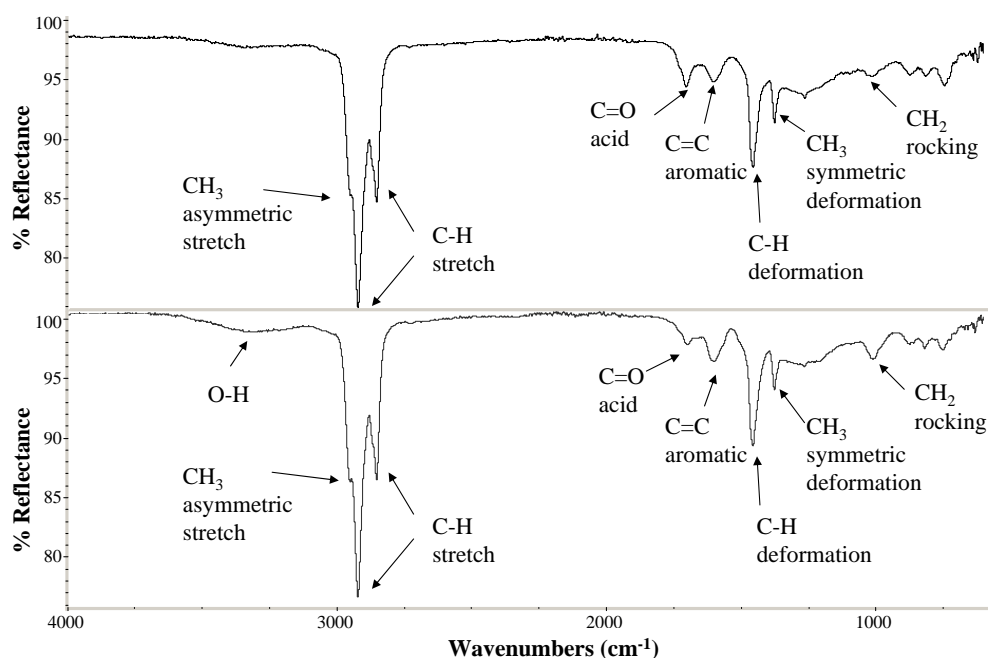 100
95
90
85
80
% Reflectance
CH₃
asymmetric
stretch
C-H
stretch
C=O
acid
C=C
aromatic
C-H
deformation
CH₃
symmetric
deformation
CH₂
rocking
100
95
90
85
80
% Reflectance
O-H
CH₃
asymmetric
stretch
C-H
stretch
C=O
acid
C=C
aromatic
C-H
deformation
CH₃
symmetric
deformation
CH₂
rocking
4000
3000
2000
1000
Wavenumbers (cm⁻¹)